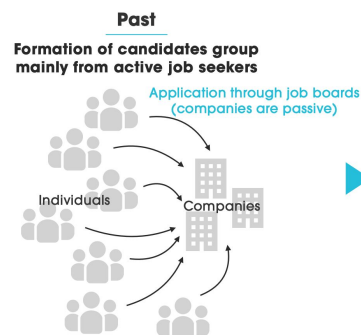 Past
Formation of candidates group
mainly from active job seekers
Application through job boards
(companies are passive)
Individuals
Companies